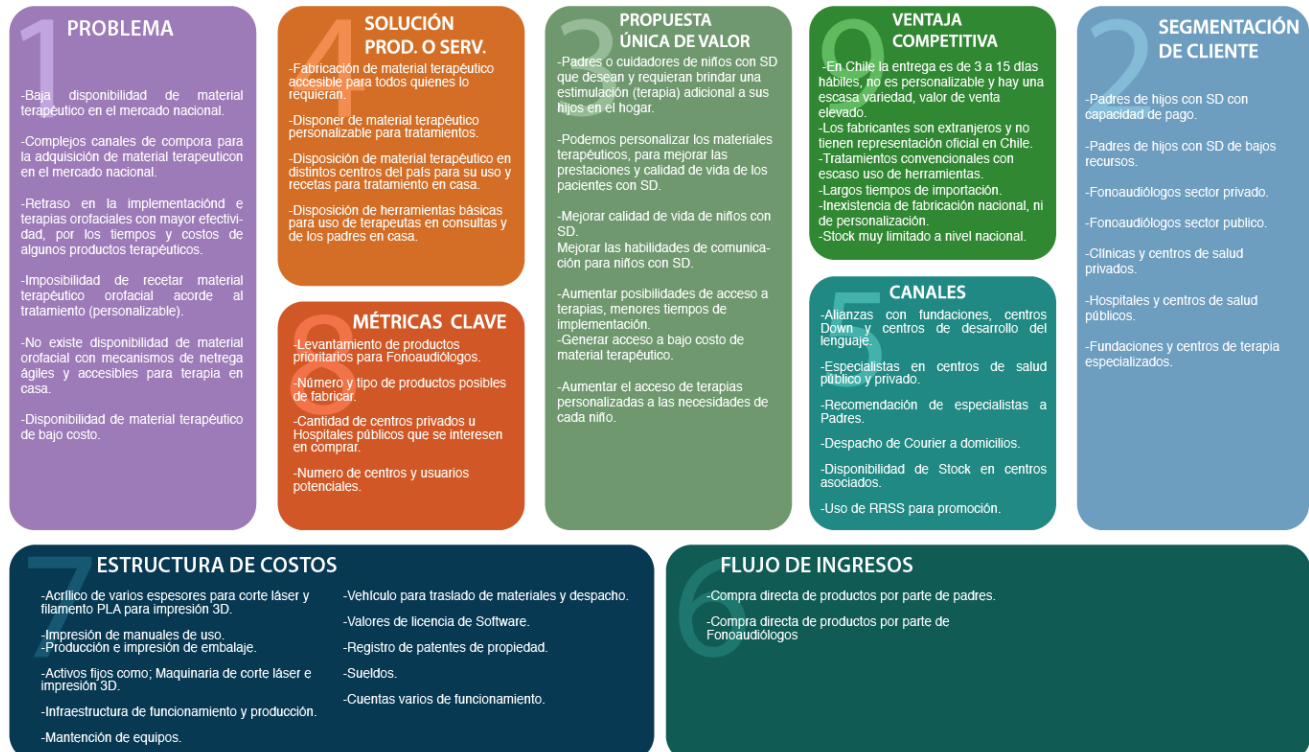 1
PROBLEMA
-Baja disponibilidad de material
terapéutico en el mercado nacional.
-Complejos canales de compora para
la adquisición de material terapeuticon
en el mercado nacional.
-Retraso en la implementaciónd e
terapias orofaciales con mayor efectivi-
dad, por los tiempos y costos de
algunos productos terapéuticos.
-Imposibilidad de recetar material
terapéutico orofacial acorde al
tratamiento (personalizable).
-No existe disponibilidad de material
orofacial con mecanismos de netrega
ágiles y accesibles para terapia en
casa.
-Disponibilidad de material terapéutico
de bajo costo.
4
SOLUCIÓN
PROD. O SERV.
-Fabricación de material terapéutico
accesible para todos quienes lo
requieran.
-Disponer de material terapéutico
personalizable para tratamientos.
-Disposición de material terapéutico en
distintos centros del país para su uso y
recetas para tratamiento en casa.
-Disposición de herramientas básicas
para uso de terapeutas en consultas y
de los padres en casa.
8
MÉTRICAS CLAVE
-Levantamiento de productos
prioritarios para Fonoaudiólogos.
-Número y tipo de productos posibles
de fabricar.
-Cantidad de centros privados u
Hospitales públicos que se interesen
en comprar.
-Numero de centros y usuarios
potenciales.
3
PROPUESTA
ÚNICA DE VALOR
-Padres o cuidadores de niños con SD
que desean y requieran brindar una
estimulación (terapia) adicional a sus
hijos en el hogar.
-Podemos personalizar los materiales
terapéuticos, para mejorar las
prestaciones y calidad de vida de los
pacientes con SD.
-Mejorar calidad de vida de niños con
SD.
Mejorar las habilidades de comunica-
ción para niños con SD.
-Aumentar posibilidades de acceso a
terapias, menores tiempos de
implementación.
-Generar acceso a bajo costo de
material terapéutico.
-Aumentar el acceso de terapias
personalizadas a las necesidades de
cada niño.
9
VENTAJA
COMPETITIVA
-En Chile la entrega es de 3 a 15 días
hábiles, no es personalizable y hay una
escasa variedad, valor de venta
elevado.
-Los fabricantes son extranjeros y no
tienen representación oficial en Chile.
-Tratamientos convencionales con
escaso uso de herramientas.
-Largos tiempos de importación.
-Inexistencia de fabricación nacional, ni
de personalización.
-Stock muy limitado a nivel nacional.
5
CANALES
-Alianzas con fundaciones, centros
Down y centros de desarrollo del
lenguaje.
-Especialistas en centros de salud
público y privado.
-Recomendación de especialistas a
Padres.
-Despacho de Courier a domicilios.
-Disponibilidad de Stock en centros
asociados.
-Uso de RRSS para promoción.
2
SEGMENTACIÓN
DE CLIENTE
-Padres de hijos con SD con
capacidad de pago.
-Padres de hijos con SD de bajos
recursos.
-Fonoaudiólogos sector privado.
-Fonoaudiólogos sector publico.
-Clínicas y centros de salud
privados.
-Hospitales y centros de salud
públicos.
-Fundaciones y centros de terapia
especializados.
7
ESTRUCTURA DE COSTOS
-Acrílico de varios espesores para corte láser y
filamento PLA para impresión 3D.
-Impresión de manuales de uso.
-Producción e impresión de embalaje.
-Activos fijos como; Maquinaria de corte láser e
impresión 3D.
-Infraestructura de funcionamiento y producción.
-Mantención de equipos.
-Vehículo para traslado de materiales y despacho.
-Valores de licencia de Software.
-Registro de patentes de propiedad.
-Sueldos.
-Cuentas varios de funcionamiento.
6
FLUJO DE INGRESOS
-Compra directa de productos por parte de padres.
-Compra directa de productos por parte de
Fonoaudiólogos